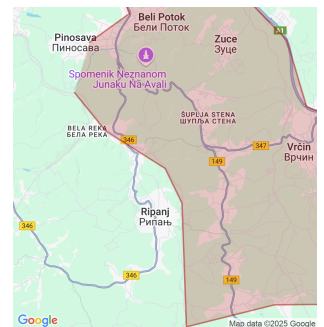 Beli Potok
Бели Поток
A1
Pinosava
Пиносава
Zuce
Зуце
Spomenik Neznanom
Junaku Na Avali
ŠUPLJA STENA
ШУПЉА СТЕНА
BELA REKA
БЕЛА РЕКА
346
347
Vrčin
Врчин
149
Ripanj
Рипањ
346
346
149
Google
Map data ©2025 Google